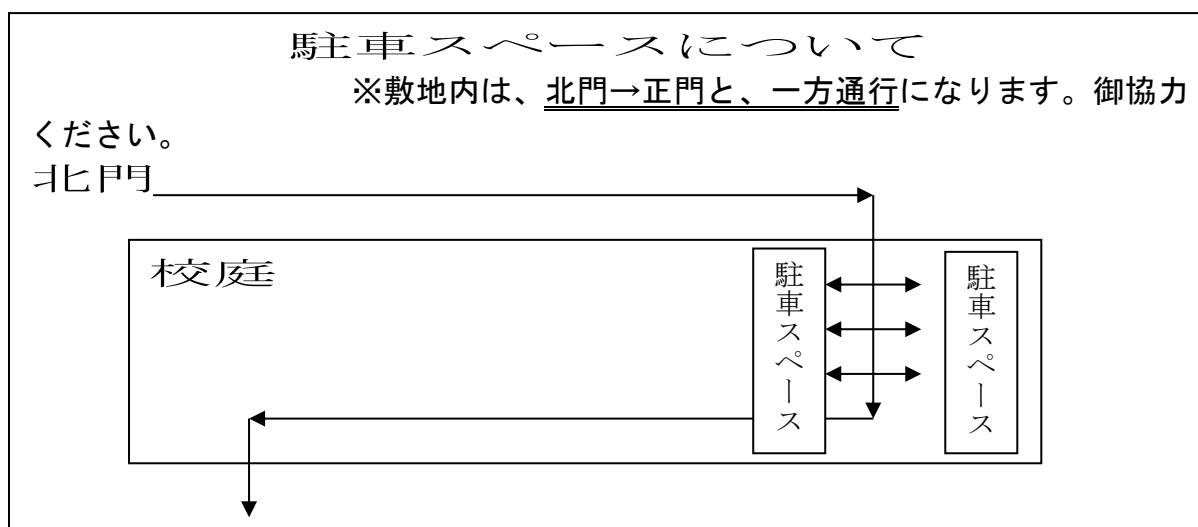 駐車スペースについて
※敷地内は、北門→正門と、一方通行になります。御協力
ください。
北門
校庭
駐車スペース
駐車スペース